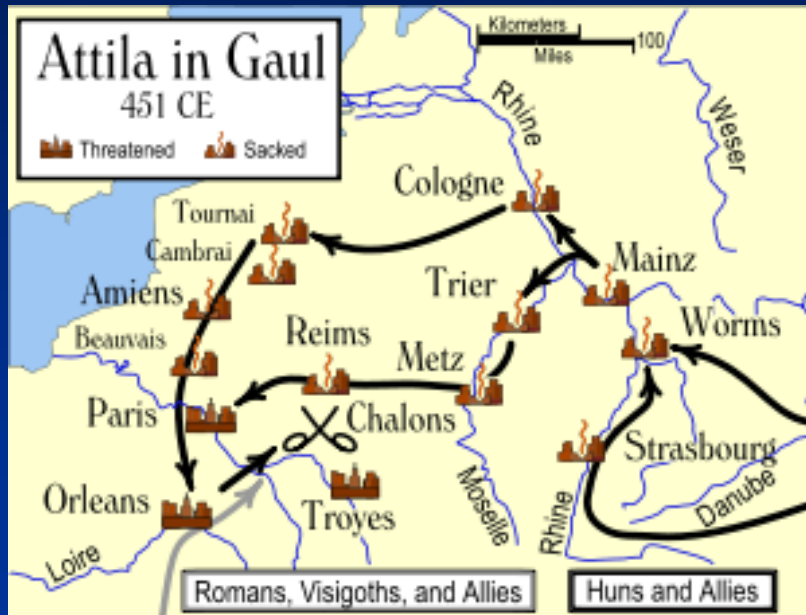 Attila in Gaul
451 CE
Threatened
Sacked
Kilometers
100
Miles
Rhine
Weser
Cologne
Tournai
Cambrai
Mainz
Trier
Amiens
Worms
Reims
Beauvais
Metz
Paris
Chalons
Strasbourg
Orleans
Troyes
Moselle
Danube
Rhine
Loire
Romans, Visigoths, and Allies
Huns and Allies